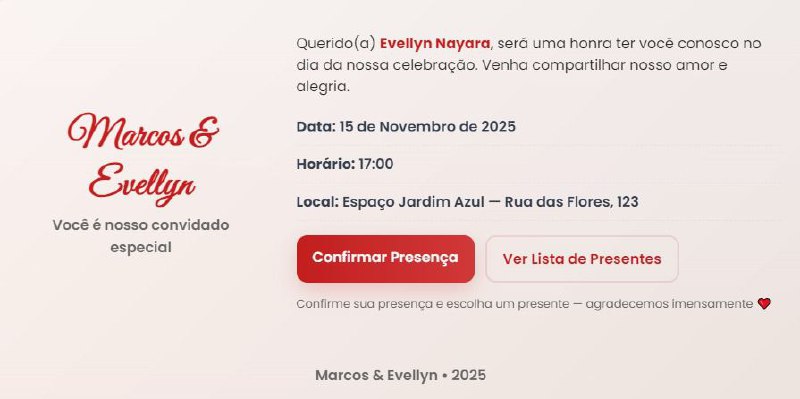 Marcos &
Evellyn
Você é nosso convidado
especial
Querido(a) Evellyn Nayara, será uma honra ter você conosco no
dia da nossa celebração. Venha compartilhar nosso amor e
alegria.
Data: 15 de Novembro de 2025
Horário: 17:00
Local: Espaço Jardim Azul — Rua das Flores, 123
Confirmar Presença
Ver Lista de Presentes
Confirme sua presença e escolha um presente — agradecemos imensamente ❤
Marcos & Evellyn • 2025